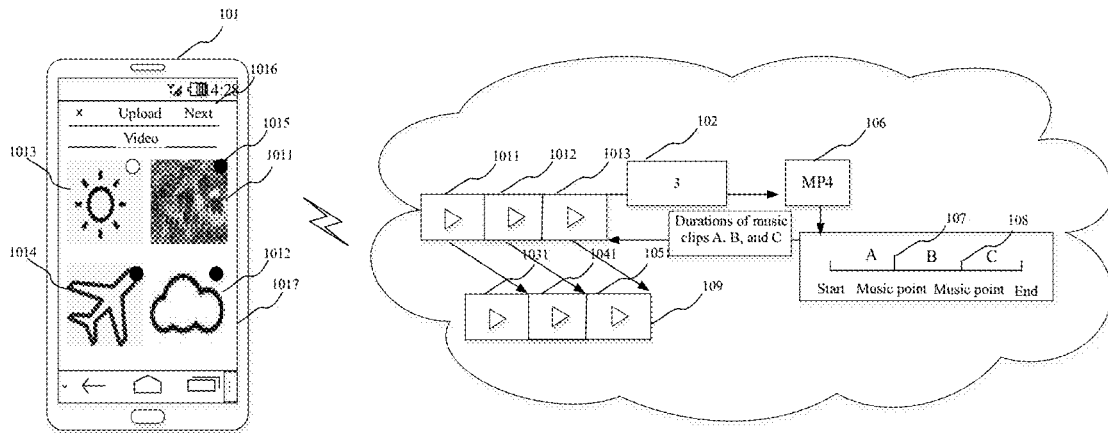 101
4:28
1016
× Upload Next
Video
1015
1013
1011
1014
1012
1017
1011
1012
1013
102
3
106
MP4
Durations of music
clips A, B, and C
107
108
A
B
C
Start
Music point
Music point
End
1031
1041
1051
109